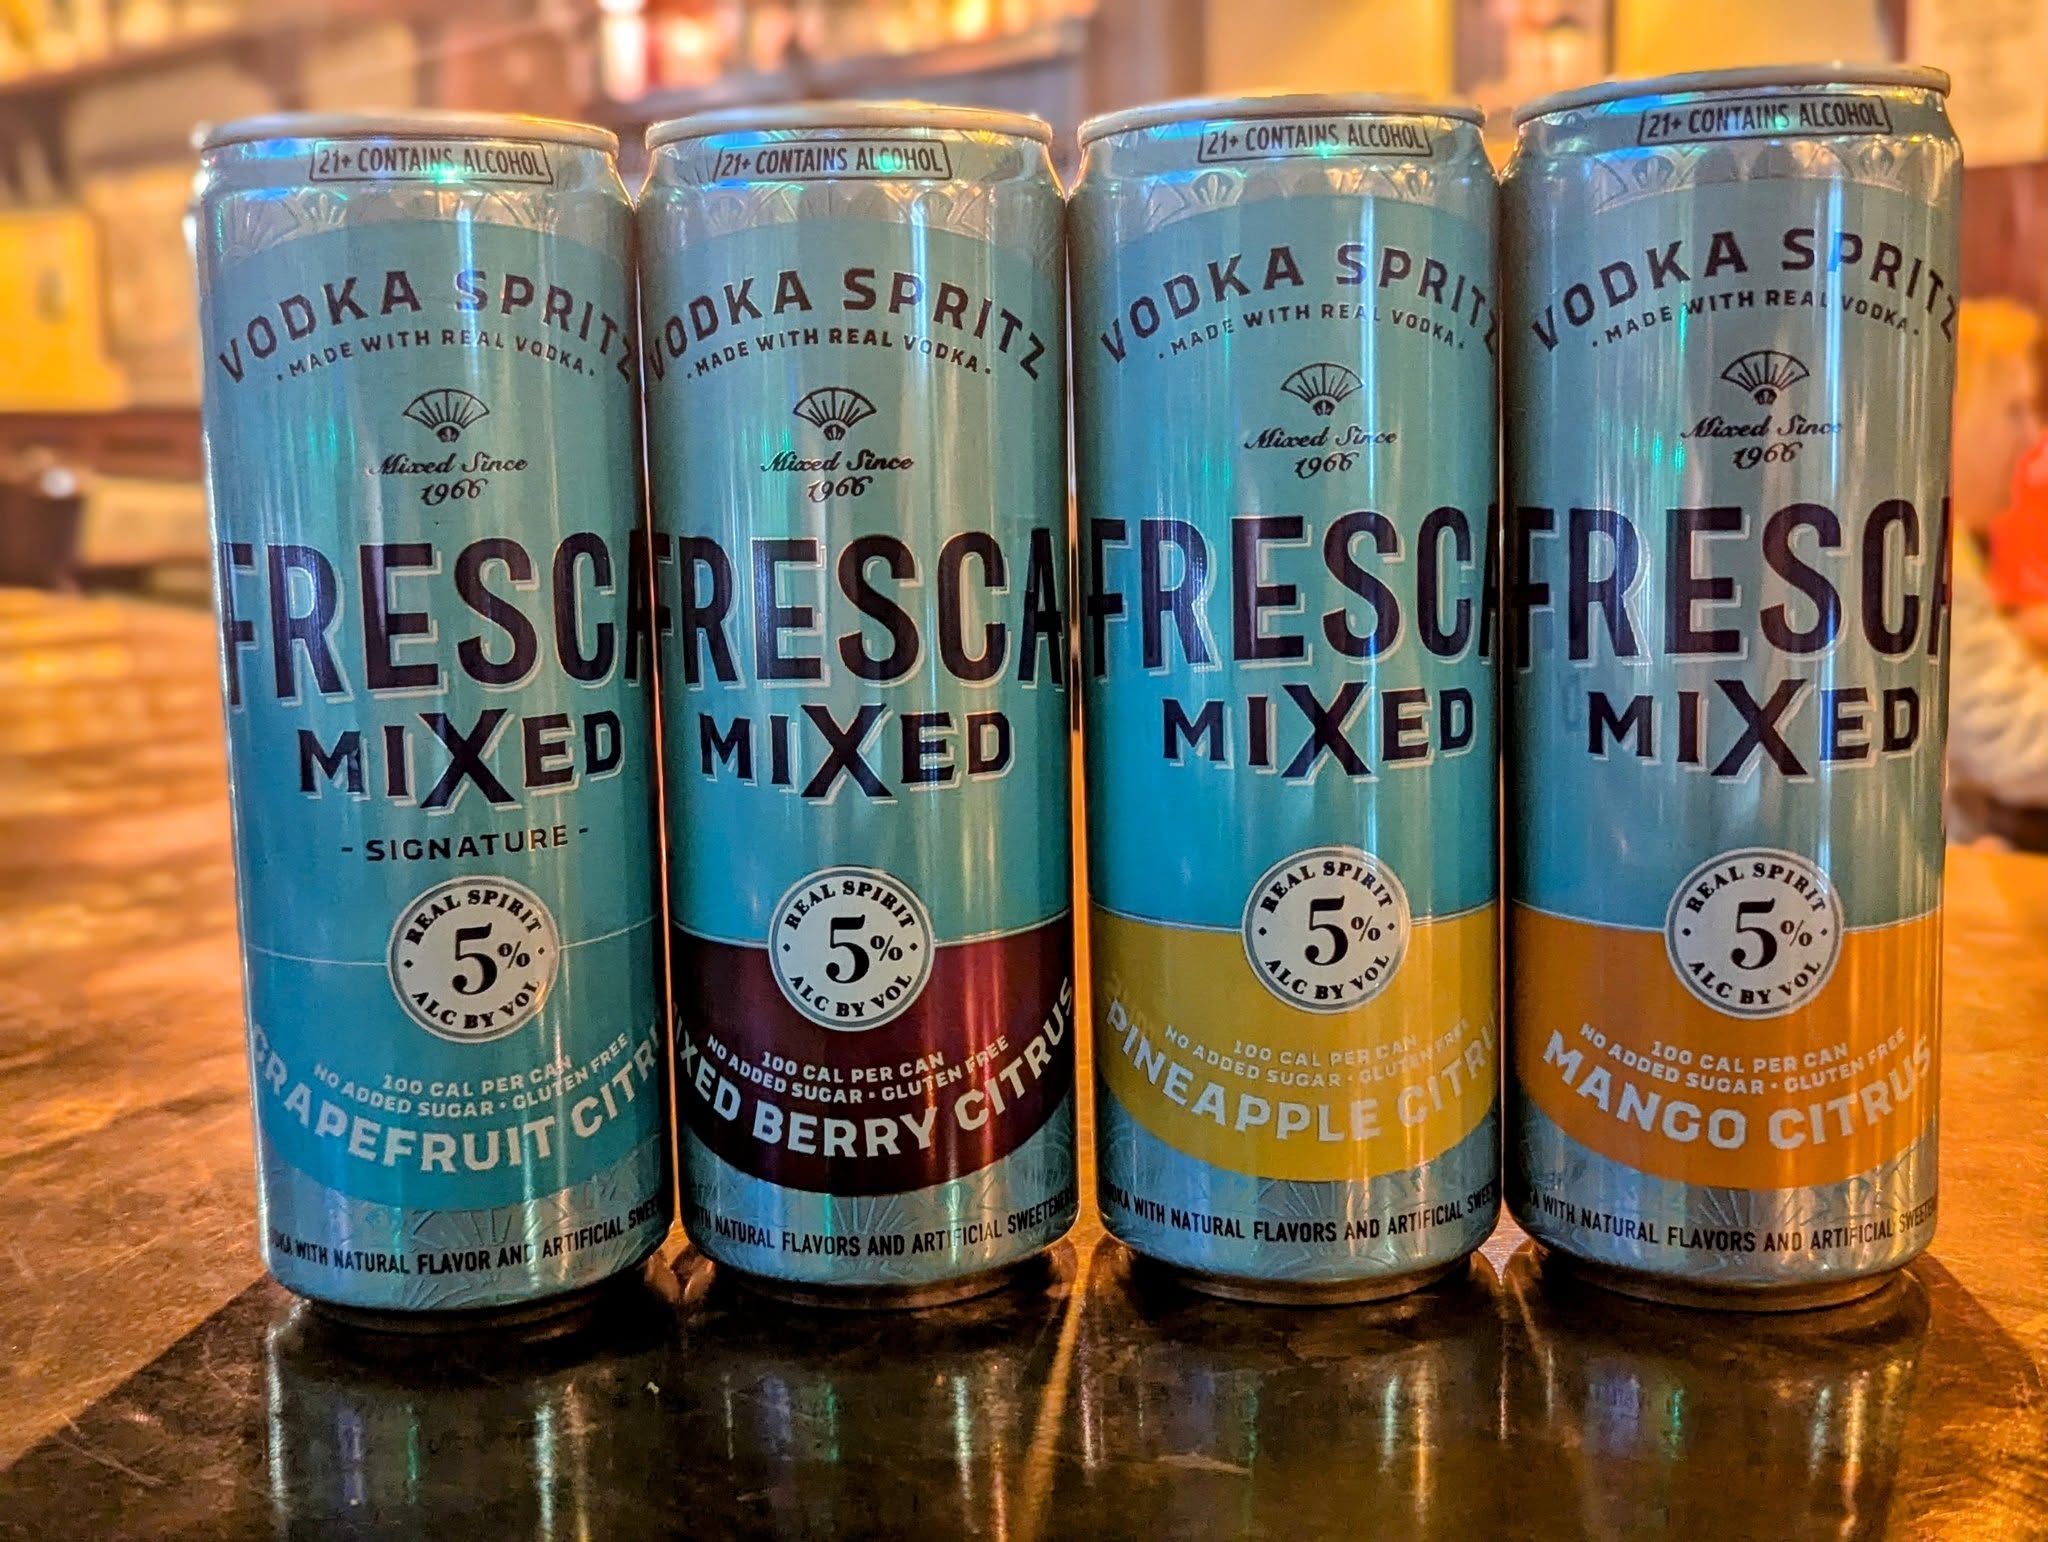 21+ CONTAINS ALCOHOL
VODKA SPRITZ
· MADE WITH REAL VODKA ·
Mixed Since
1966
FRESCA
MIXED
- SIGNATURE -
REAL SPIRIT
5%
ALC BY VOL
100 CAL PER CAN
NO ADDED SUGAR · GLUTEN FREE
GRAPEFRUIT CITR
WITH NATURAL FLAVOR AND ARTIFICIAL
21+ CONTAINS ALCOHOL
VODKA SPRITZ
· MADE WITH REAL VODKA ·
Mixed Since
1966
FRESCA
MIXED
REAL SPIRIT
· 5% ·
ALC BY VOL
100 CAL PER CAN
NO ADDED SUGAR · GLUTEN FREE
MIXED BERRY CITRUS
WITH NATURAL FLAVORS AND ARTIFICIAL SWEETENE
21+ CONTAINS ALCOHOL
VODKA SPRITZ
· MADE WITH REAL VODKA ·
Mixed Since
1966
FRESCA
MIXED
REAL SPIRIT
· 5% ·
ALC BY VOL
100 CAL PER CAN
NO ADDED SUGAR · GLUTEN FREE
PINEAPPLE CITRU
WITH NATURAL FLAVORS AND ARTIFICIAL
21+ CONTAINS ALCOHOL
VODKA SPRITZ
· MADE WITH REAL VODKA ·
Mixed Since
1966
FRESCA
MIXED
REAL SPIRIT
· 5% ·
ALC BY VOL
100 CAL PER CAN
NO ADDED SUGAR · GLUTEN FREE
MANGO CITRUS
WITH NATURAL FLAVORS AND ARTIFICIAL SWEETEN